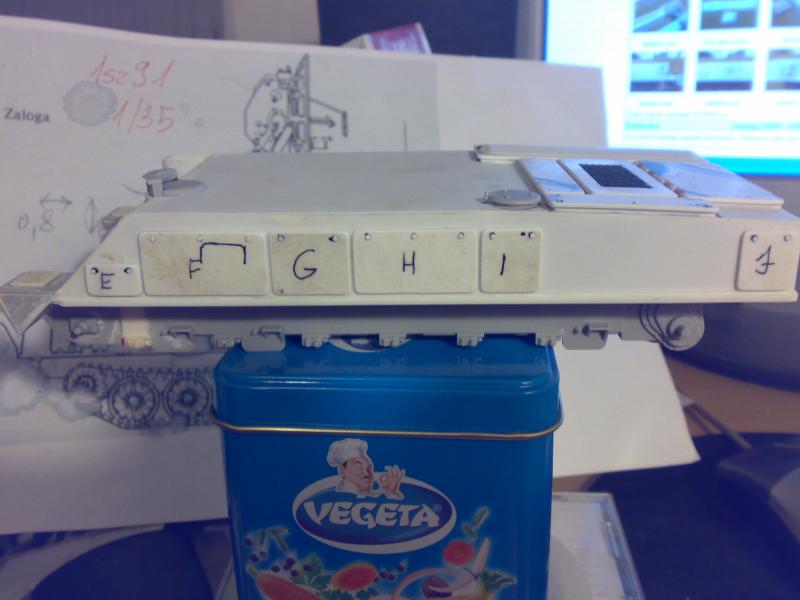 1sz91
Zaloga
1/35
0,8
E
F
G
H
I
J
VEGETA